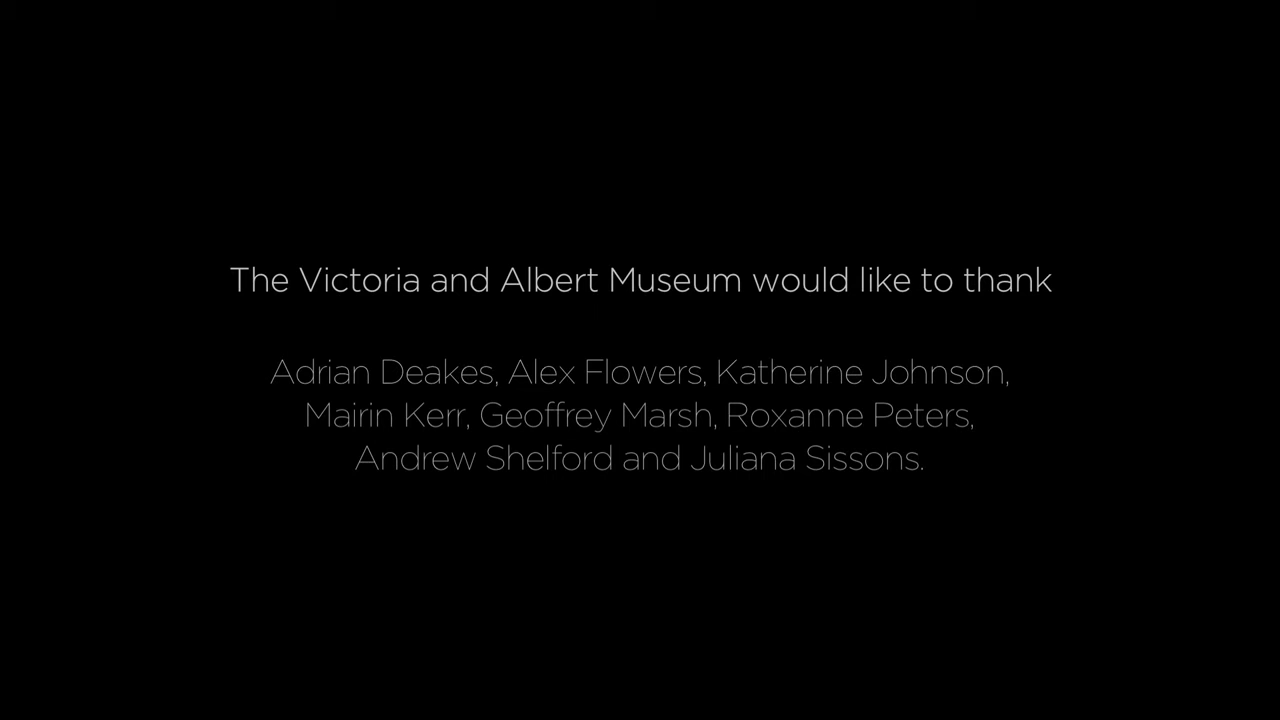 The Victoria and Albert Museum would like to thank
Adrian Deakes, Alex Flowers, Katherine Johnson,
Mairin Kerr, Geoffrey Marsh, Roxanne Peters,
Andrew Shelford and Juliana Sissons.